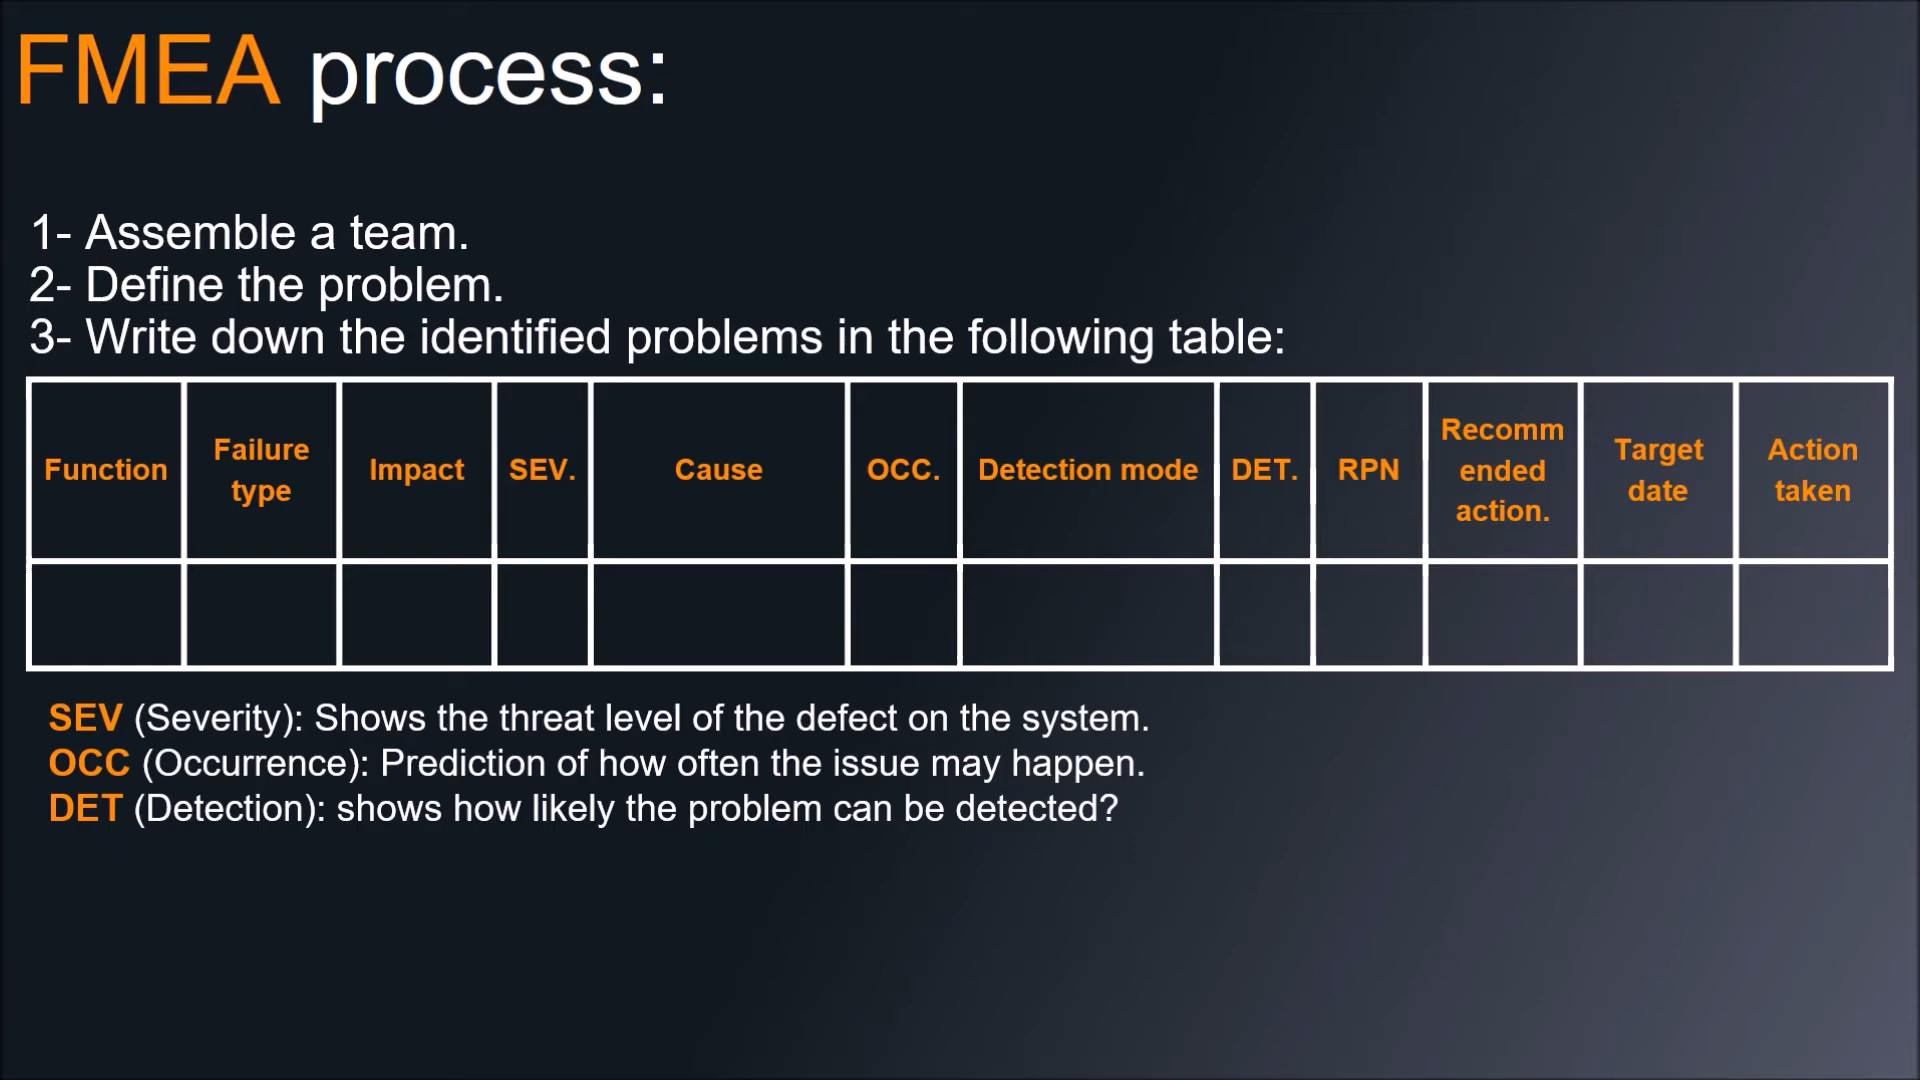 FMEA process:
1- Assemble a team.
2- Define the problem.
3- Write down the identified problems in the following table:
Function
Failure
type
Impact
SEV.
Cause
OCC.
Detection mode
DET.
RPN
Recomm
ended
action.
Target
date
Action
taken
SEV (Severity): Shows the threat level of the defect on the system.
OCC (Occurrence): Prediction of how often the issue may happen.
DET (Detection): shows how likely the problem can be detected?